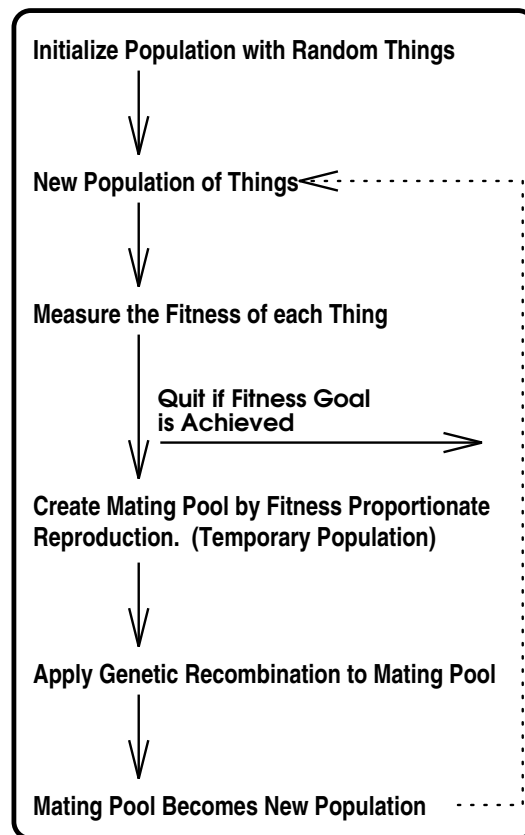 Initialize Population with Random Things
New Population of Things
Measure the Fitness of each Thing
Quit if Fitness Goal
is Achieved
Create Mating Pool by Fitness Proportionate
Reproduction. (Temporary Population)
Apply Genetic Recombination to Mating Pool
Mating Pool Becomes New Population